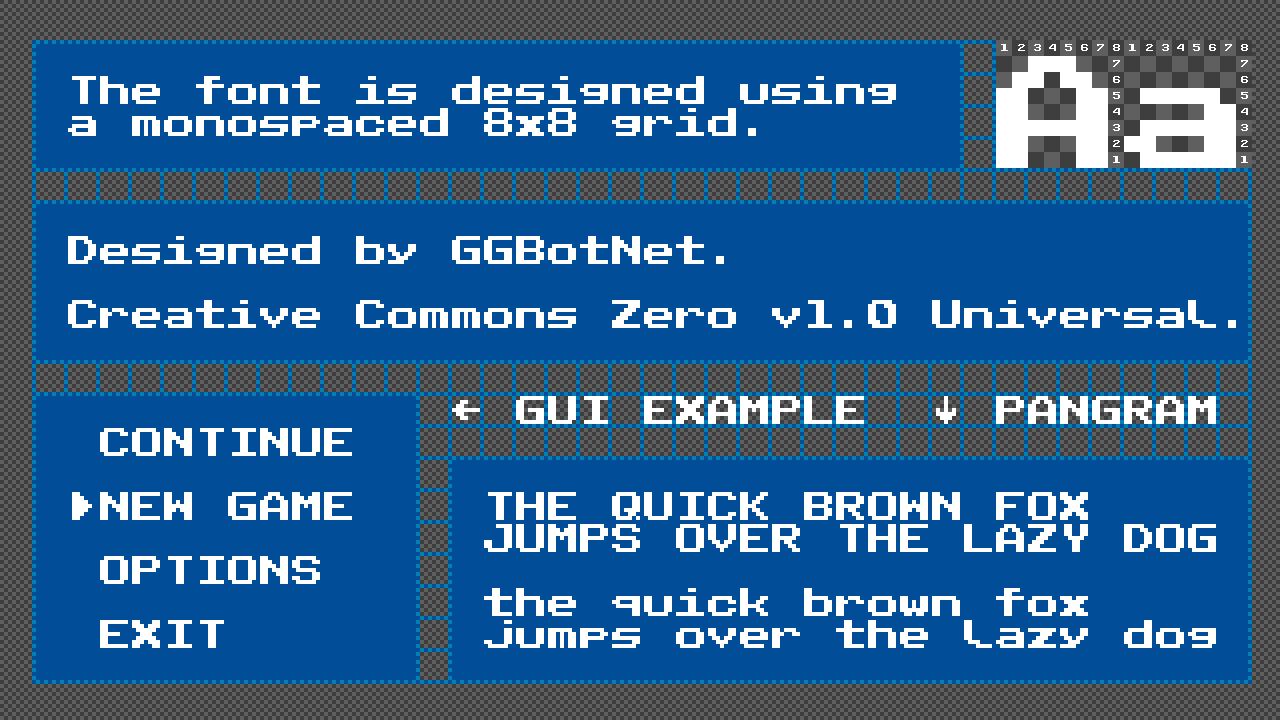 The font is designed using
a monospaced 8x8 grid.
1 2 3 4 5 6 7 8 1 2 3 4 5 6 7 8
7 7
6 6
5 5
4 4
3 3
2 2
1 1
Aa
Designed by GGBotNet.
Creative Commons Zero v1.0 Universal.
← GUI EXAMPLE ↓ PANGRAM
CONTINUE
▶NEW GAME
OPTIONS
EXIT
THE QUICK BROWN FOX
JUMPS OVER THE LAZY DOG
the quick brown fox
jumps over the lazy dog